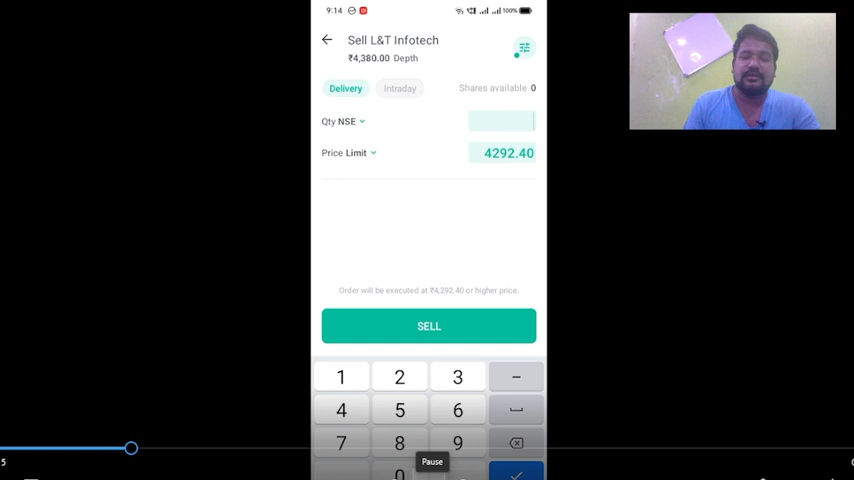 9:14
100%
Sell L&T Infotech
₹4,380.00 Depth
Delivery Intraday Shares available 0
Qty NSE
Price Limit 4292.40
Order will be executed at ₹4,292.40 or higher price.
SELL
1 2 3 -
4 5 6
7 8 9
0
Pause
5